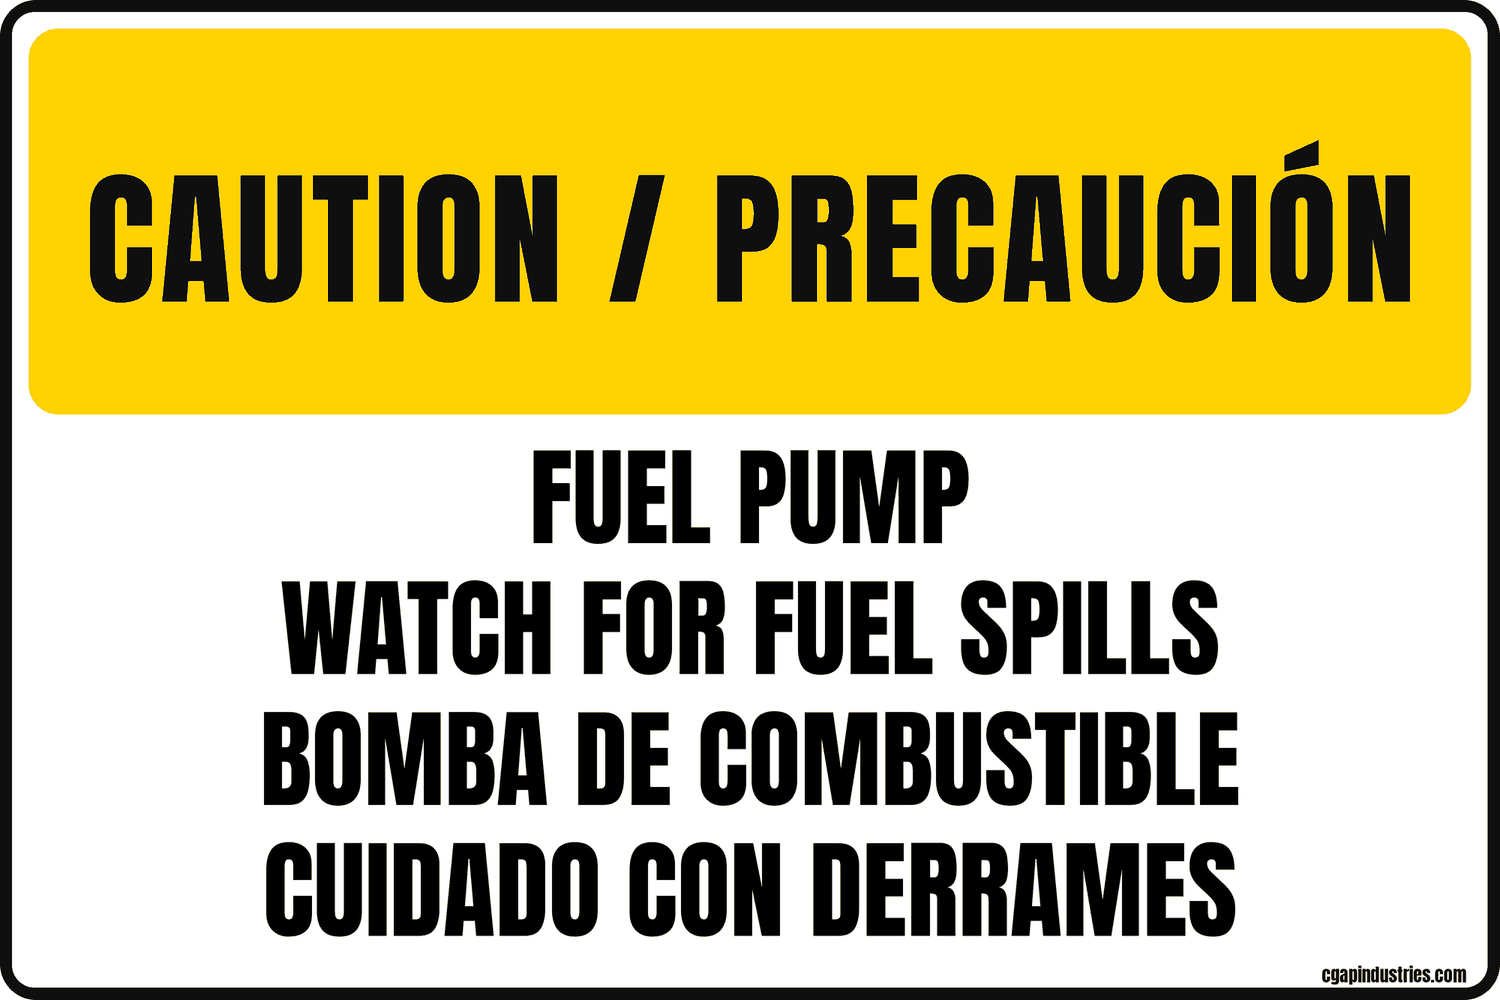 CAUTION / PRECAUCIÓN
FUEL PUMP
WATCH FOR FUEL SPILLS
BOMBA DE COMBUSTIBLE
CUIDADO CON DERRAMES
cgapindustries.com